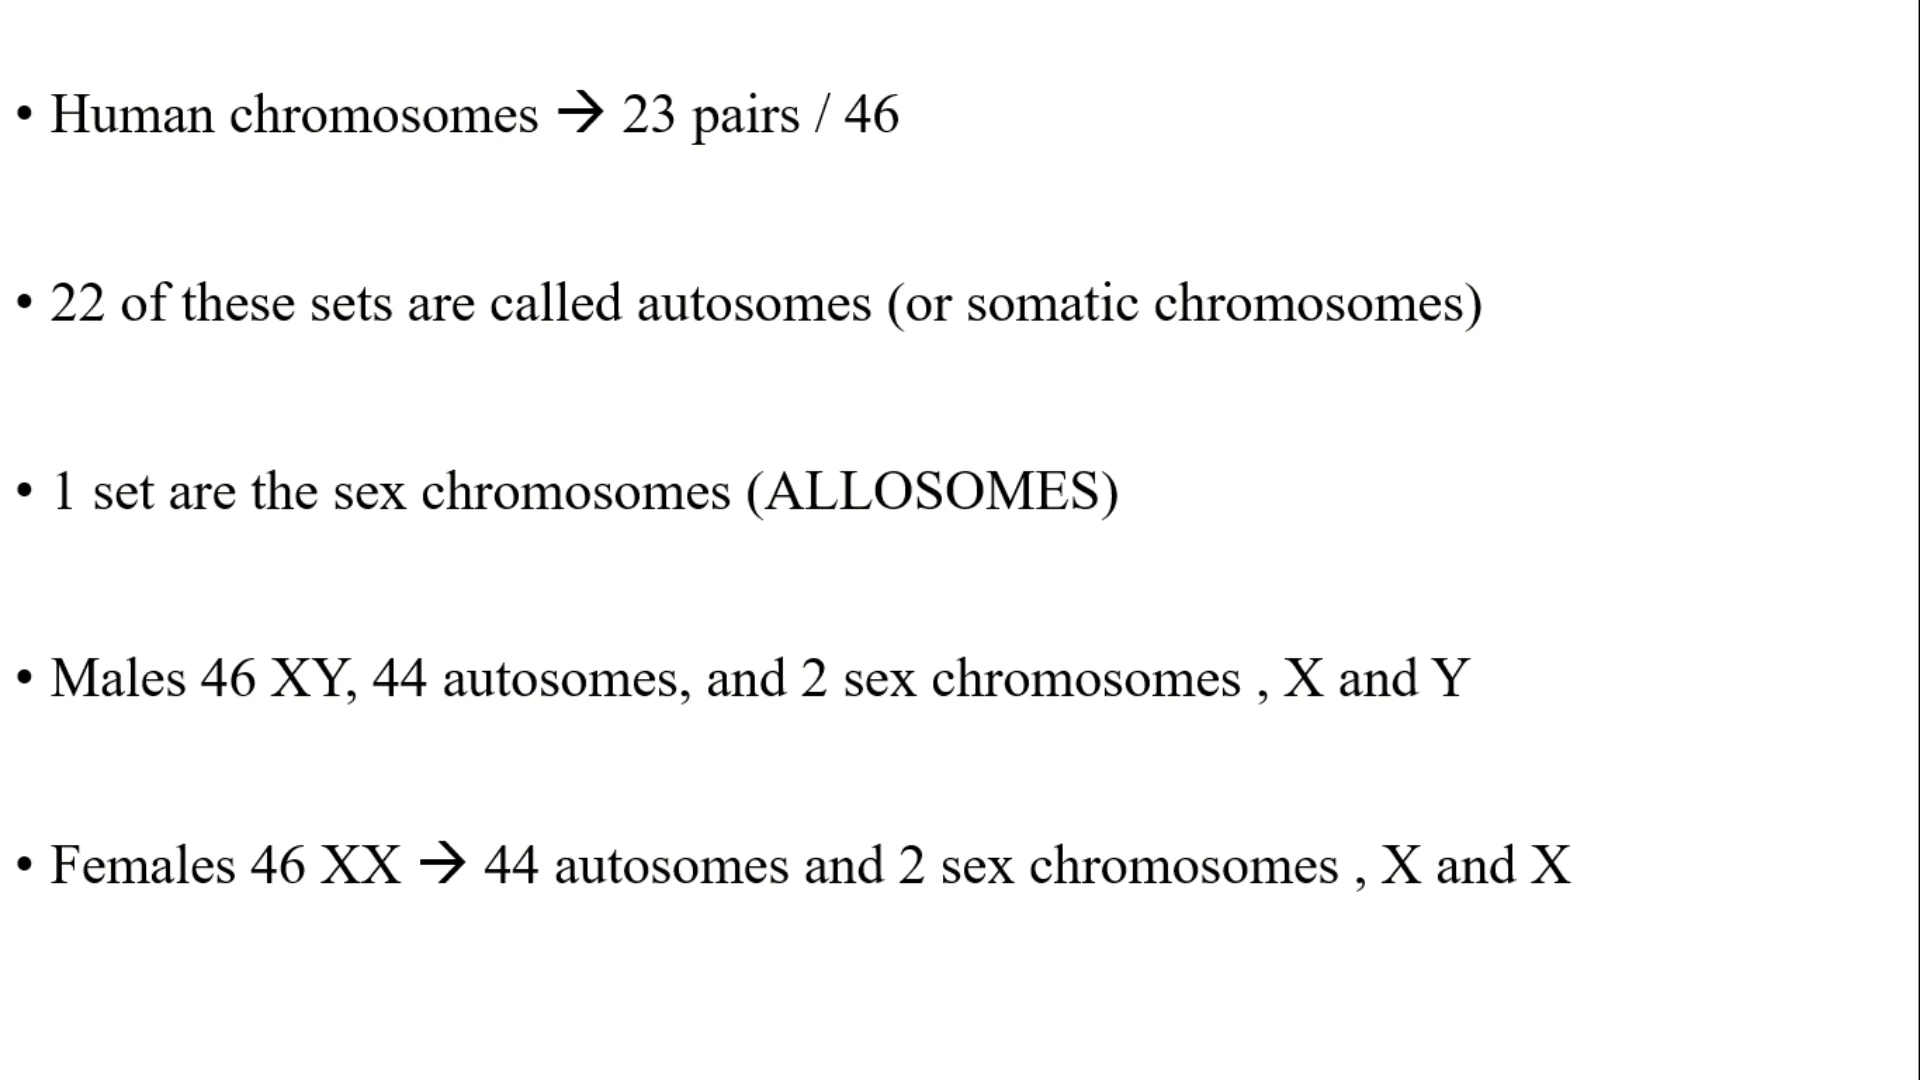 • Human chromosomes → 23 pairs / 46
• 22 of these sets are called autosomes (or somatic chromosomes)
• 1 set are the sex chromosomes (ALLOSOMES)
• Males 46 XY, 44 autosomes, and 2 sex chromosomes , X and Y
• Females 46 XX → 44 autosomes and 2 sex chromosomes , X and X